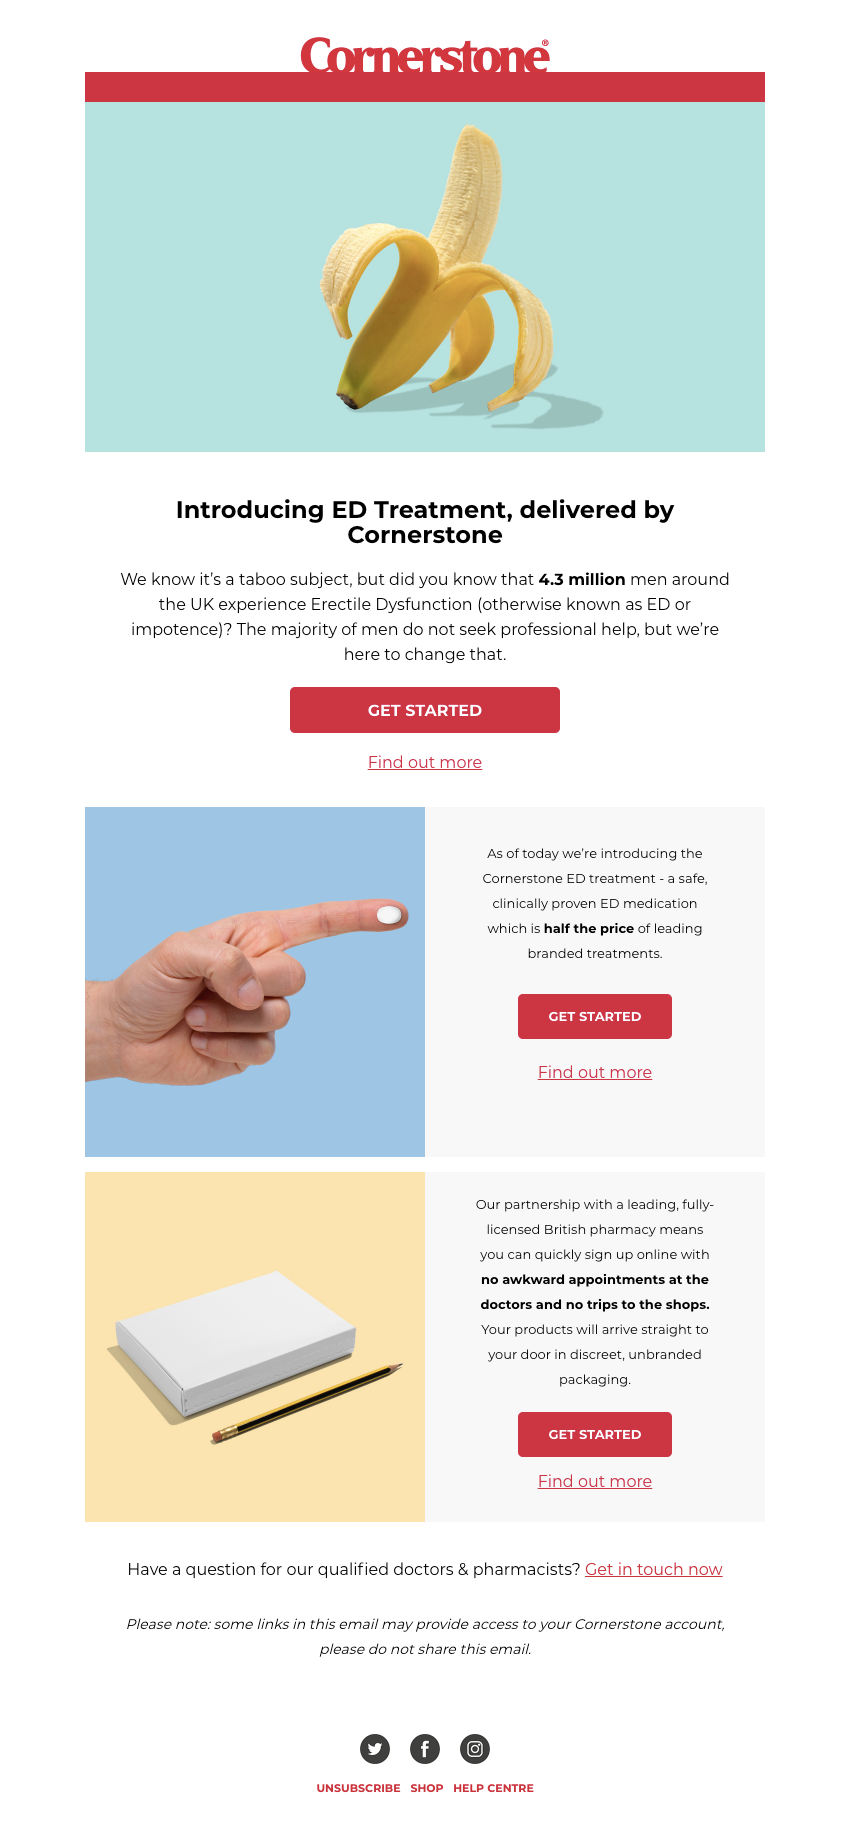 Cornerstone®
Introducing ED Treatment, delivered by
Cornerstone
We know it’s a taboo subject, but did you know that 4.3 million men around
the UK experience Erectile Dysfunction (otherwise known as ED or
impotence)? The majority of men do not seek professional help, but we’re
here to change that.
GET STARTED
Find out more
As of today we’re introducing the
Cornerstone ED treatment - a safe,
clinically proven ED medication
which is half the price of leading
branded treatments.
GET STARTED
Find out more
Our partnership with a leading, fully-
licensed British pharmacy means
you can quickly sign up online with
no awkward appointments at the
doctors and no trips to the shops.
Your products will arrive straight to
your door in discreet, unbranded
packaging.
GET STARTED
Find out more
Have a question for our qualified doctors & pharmacists? Get in touch now
Please note: some links in this email may provide access to your Cornerstone account,
please do not share this email.
UNSUBSCRIBE SHOP HELP CENTRE